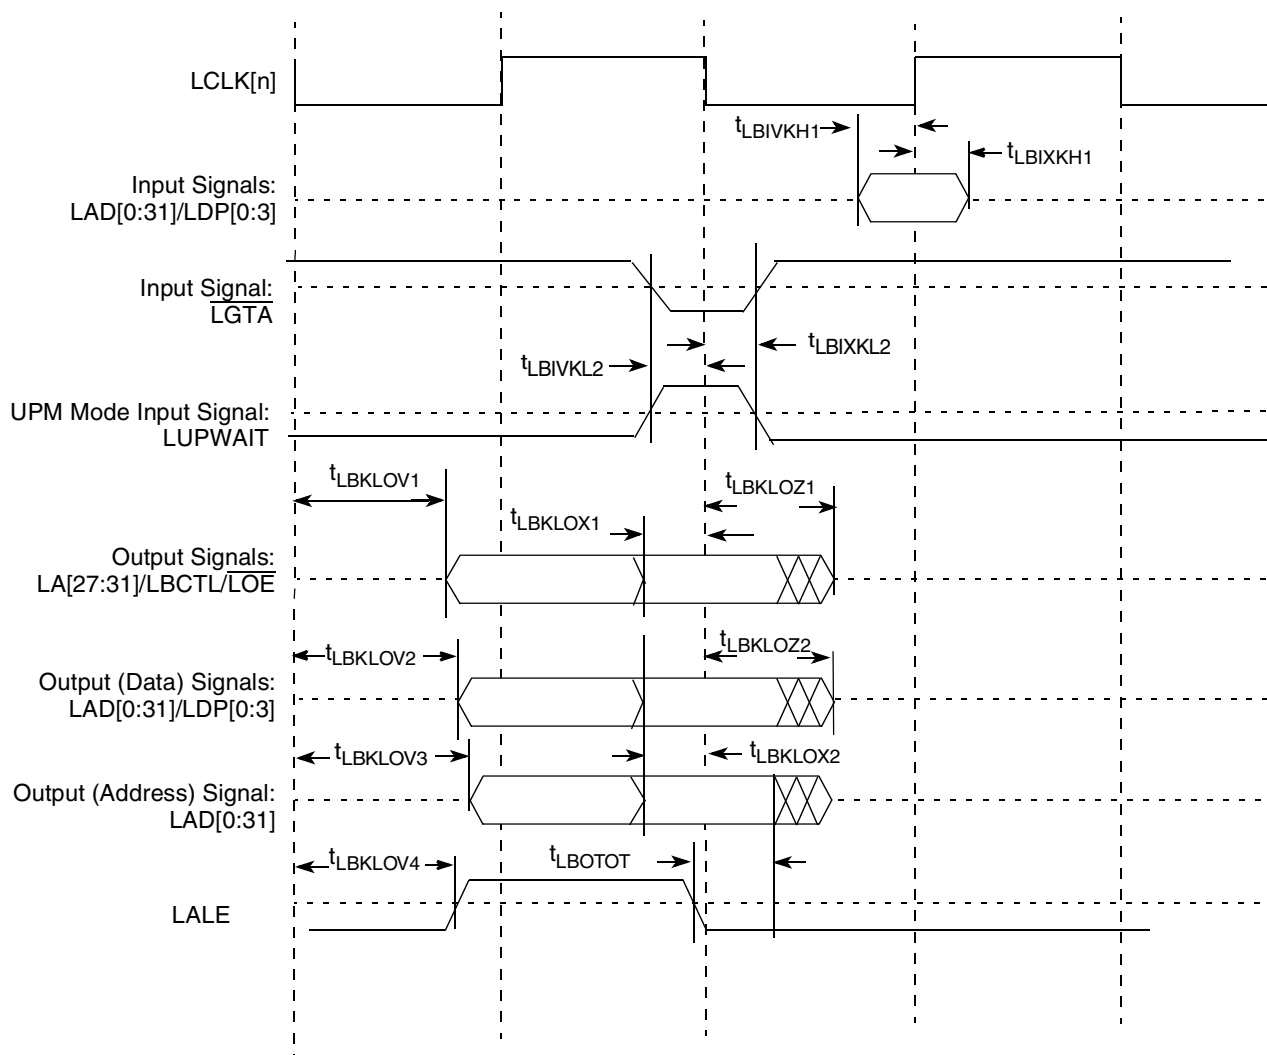 LCLK[n]
tLBIVKH1
tLBIXKH1
Input Signals:
LAD[0:31]/LDP[0:3]
Input Signal:
LGTA
tLBIXKL2
tLBIVKL2
UPM Mode Input Signal:
LUPWAIT
tLBKLOV1
tLBKLOZ1
tLBKLOX1
Output Signals:
LA[27:31]/LBCTL/LOE
tLBKLOV2
tLBKLOZ2
Output (Data) Signals:
LAD[0:31]/LDP[0:3]
tLBKLOV3
tLBKLOX2
Output (Address) Signal:
LAD[0:31]
tLBKLOV4
tLBOTOT
LALE